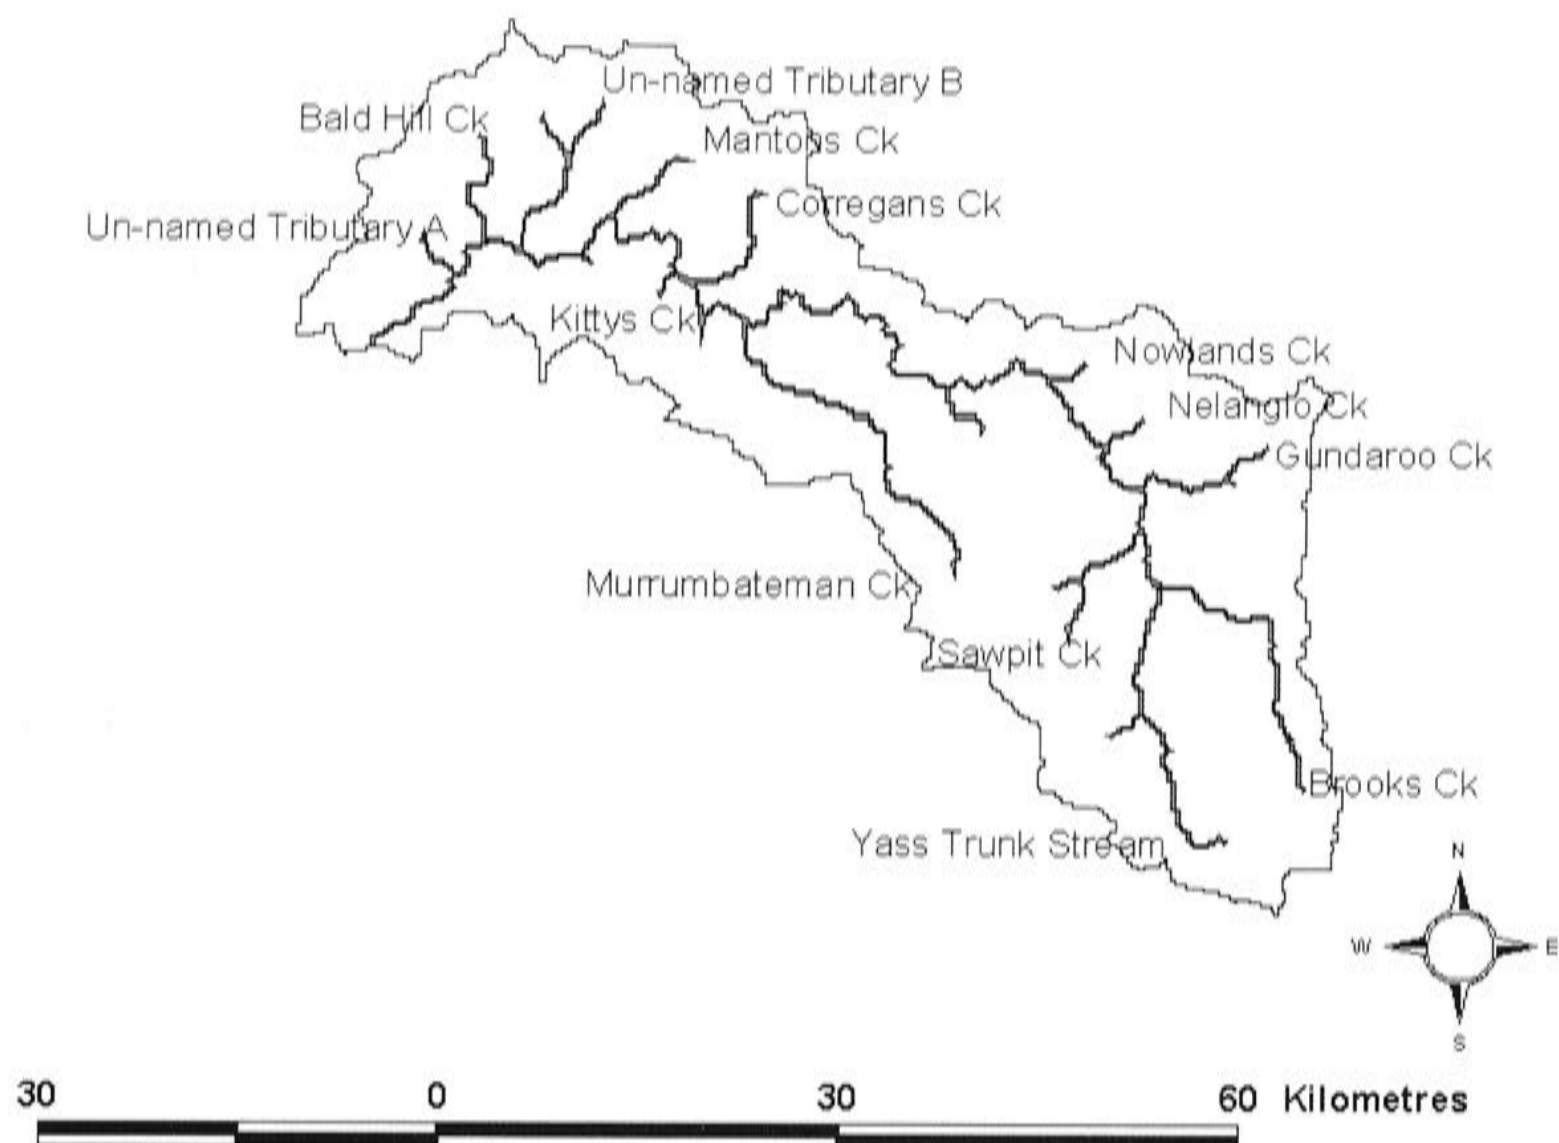 Un-named Tributary B
Bald Hill Ck
Mantons Ck
Corregans Ck
Un-named Tributary A
Kittys Ck
Nowlands Ck
Nelanglo Ck
Gundaroo Ck
Murrumbateman Ck
Sawpit Ck
Brooks Ck
Yass Trunk Stream
N
W E
S
30 0 30 60 Kilometres